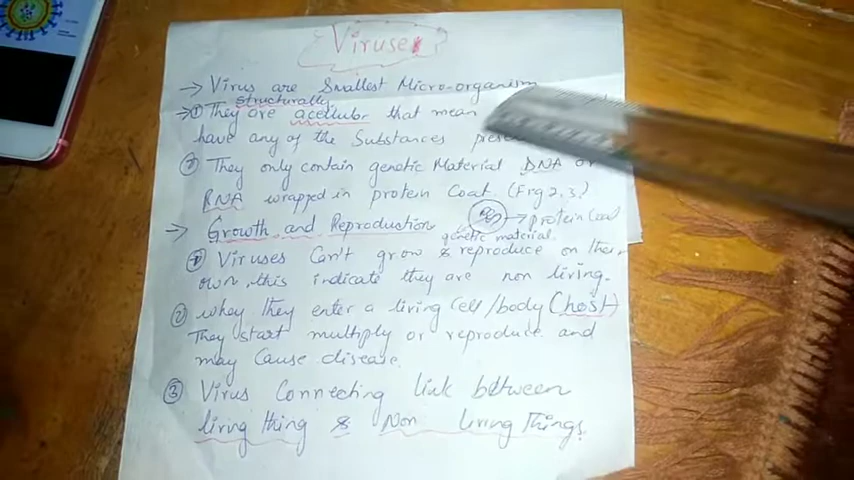 Viruses
→ Virus are Smallest Micro-organism
structurally
→ ① They are acellular that mean
have any of the Substances
② They only contain genetic Material DNA or
RNA wrapped in protein Coat (Frg 2,3)
→ Growth and Reproduction
→ protein Coat
genetic material
① Viruses Can't grow & reproduce on their
own, this indicate they are non living.
② whey they enter a living Cell/body (host)
They start multiply or reproduce and
may Cause disease.
③ Virus Connecting link between
living thing & Non living Things.